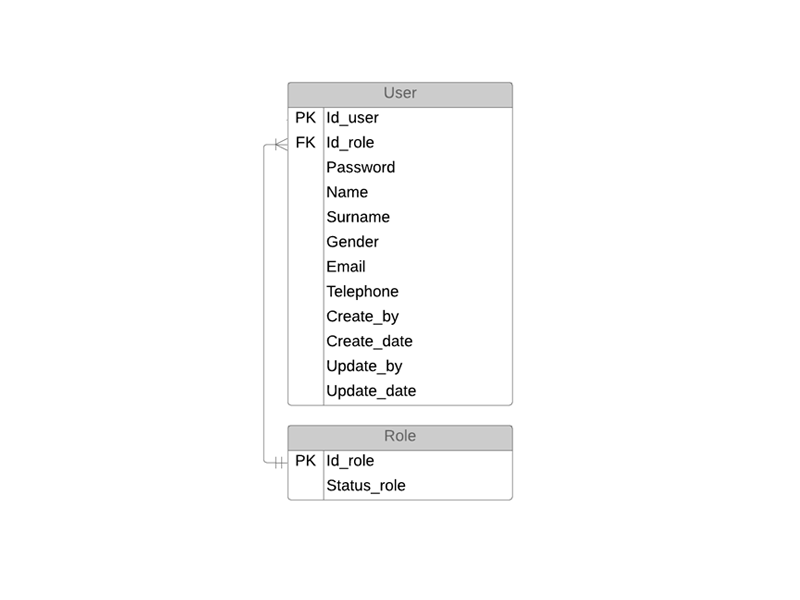 User
PK Id_user
FK Id_role
Password
Name
Surname
Gender
Email
Telephone
Create_by
Create_date
Update_by
Update_date
Role
PK Id_role
Status_role